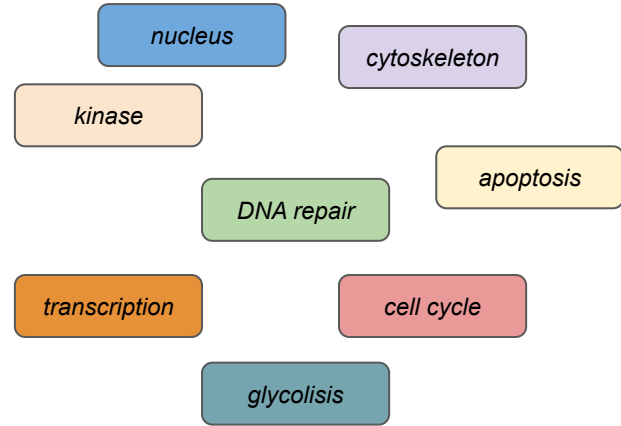 nucleus
cytoskeleton
kinase
apoptosis
DNA repair
transcription
cell cycle
glycolisis